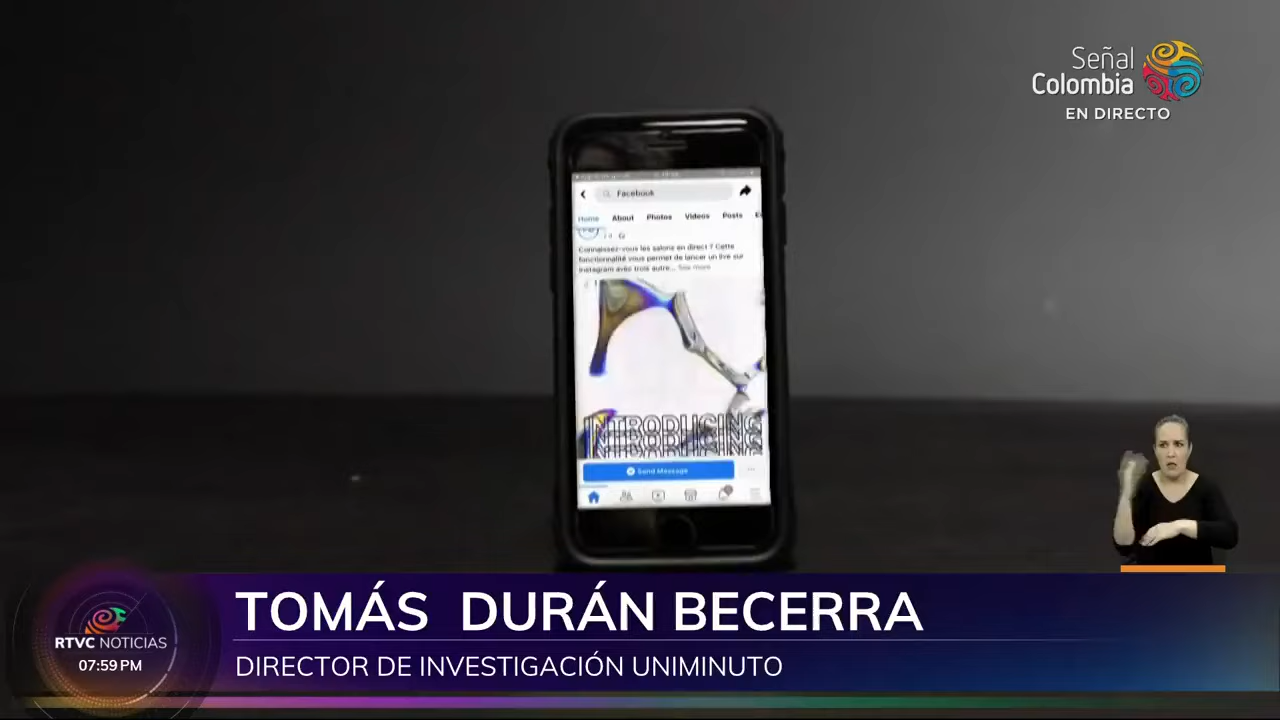 Señal
Colombia
EN DIRECTO
Facebook
Home About Photos Videos Posts
Connaissez-vous les salons en direct ? Cette
fonctionnalité vous permet de lancer un live sur
Instagram avec trois autre... See more
INTRODUCING
INTRODUCING
INTRODUCING
Send Message
TOMÁS DURÁN BECERRA
DIRECTOR DE INVESTIGACIÓN UNIMINUTO
RTVC NOTICIAS
07:59 PM